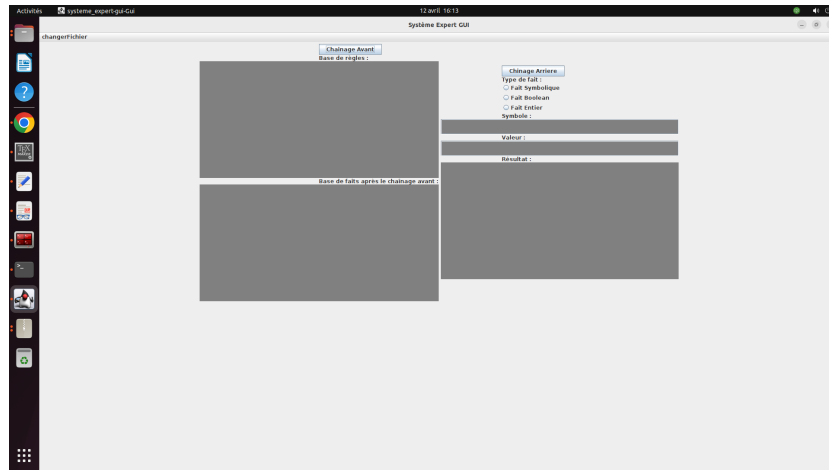 Activités systeme_expert-gui-Gui 12 avril 16:13
Système Expert GUI
changerFichier
Chainage Avant
Base de règles :
Base de faits après le chainage avant :
Chinage Arriere
Type de fait :
Fait Symbolique
Fait Boolean
Fait Entier
Symbole :
Valeur :
Résultat :